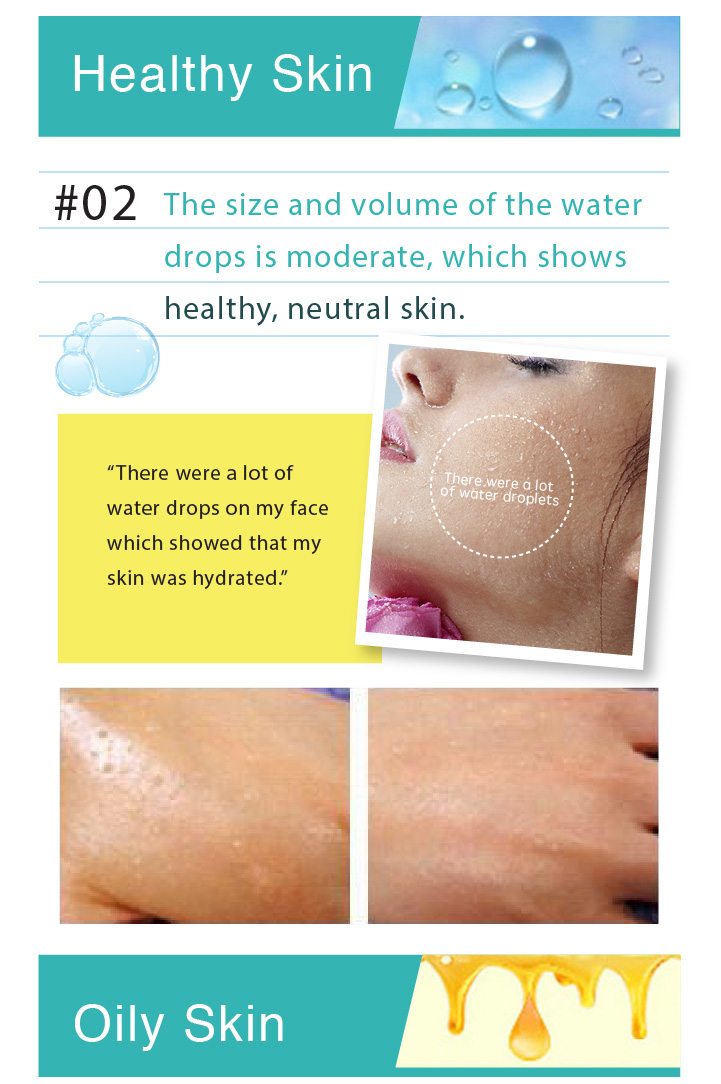 Healthy Skin
#02 The size and volume of the water
drops is moderate, which shows
healthy, neutral skin.
“There were a lot of
water drops on my face
which showed that my
skin was hydrated.”
There were a lot
of water droplets
Oily Skin